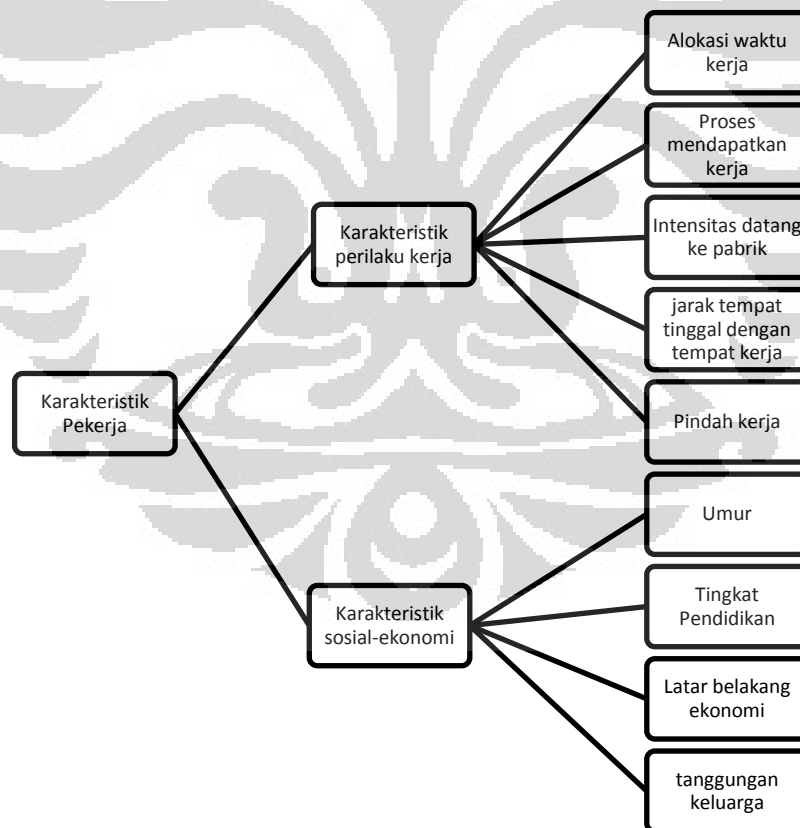 Karakteristik
Pekerja
Karakteristik
perilaku kerja
Alokasi waktu
kerja
Proses
mendapatkan
kerja
Intensitas datang
ke pabrik
jarak tempat
tinggal dengan
tempat kerja
Pindah kerja
Karakteristik
sosial-ekonomi
Umur
Tingkat
Pendidikan
Latar belakang
ekonomi
tanggungan
keluarga